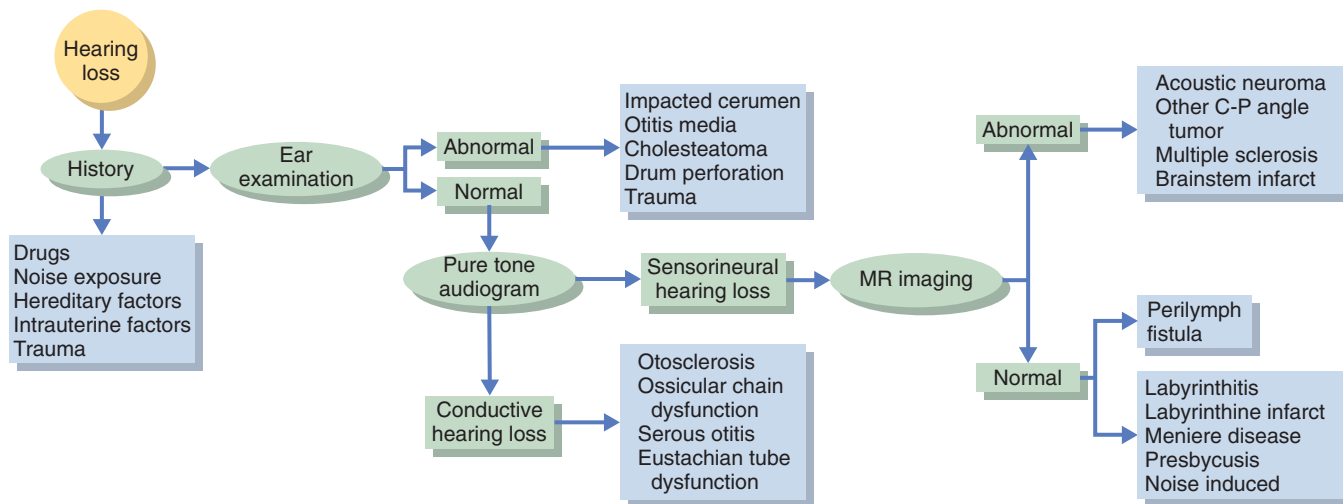 Hearing
loss
History
Drugs
Noise exposure
Hereditary factors
Intrauterine factors
Trauma
Ear
examination
Abnormal
Impacted cerumen
Otitis media
Cholesteatoma
Drum perforation
Trauma
Normal
Pure tone
audiogram
Conductive
hearing loss
Otosclerosis
Ossicular chain
dysfunction
Serous otitis
Eustachian tube
dysfunction
Sensorineural
hearing loss
MR imaging
Abnormal
Acoustic neuroma
Other C-P angle
tumor
Multiple sclerosis
Brainstem infarct
Normal
Perilymph
fistula
Labyrinthitis
Labyrinthine infarct
Meniere disease
Presbycusis
Noise induced